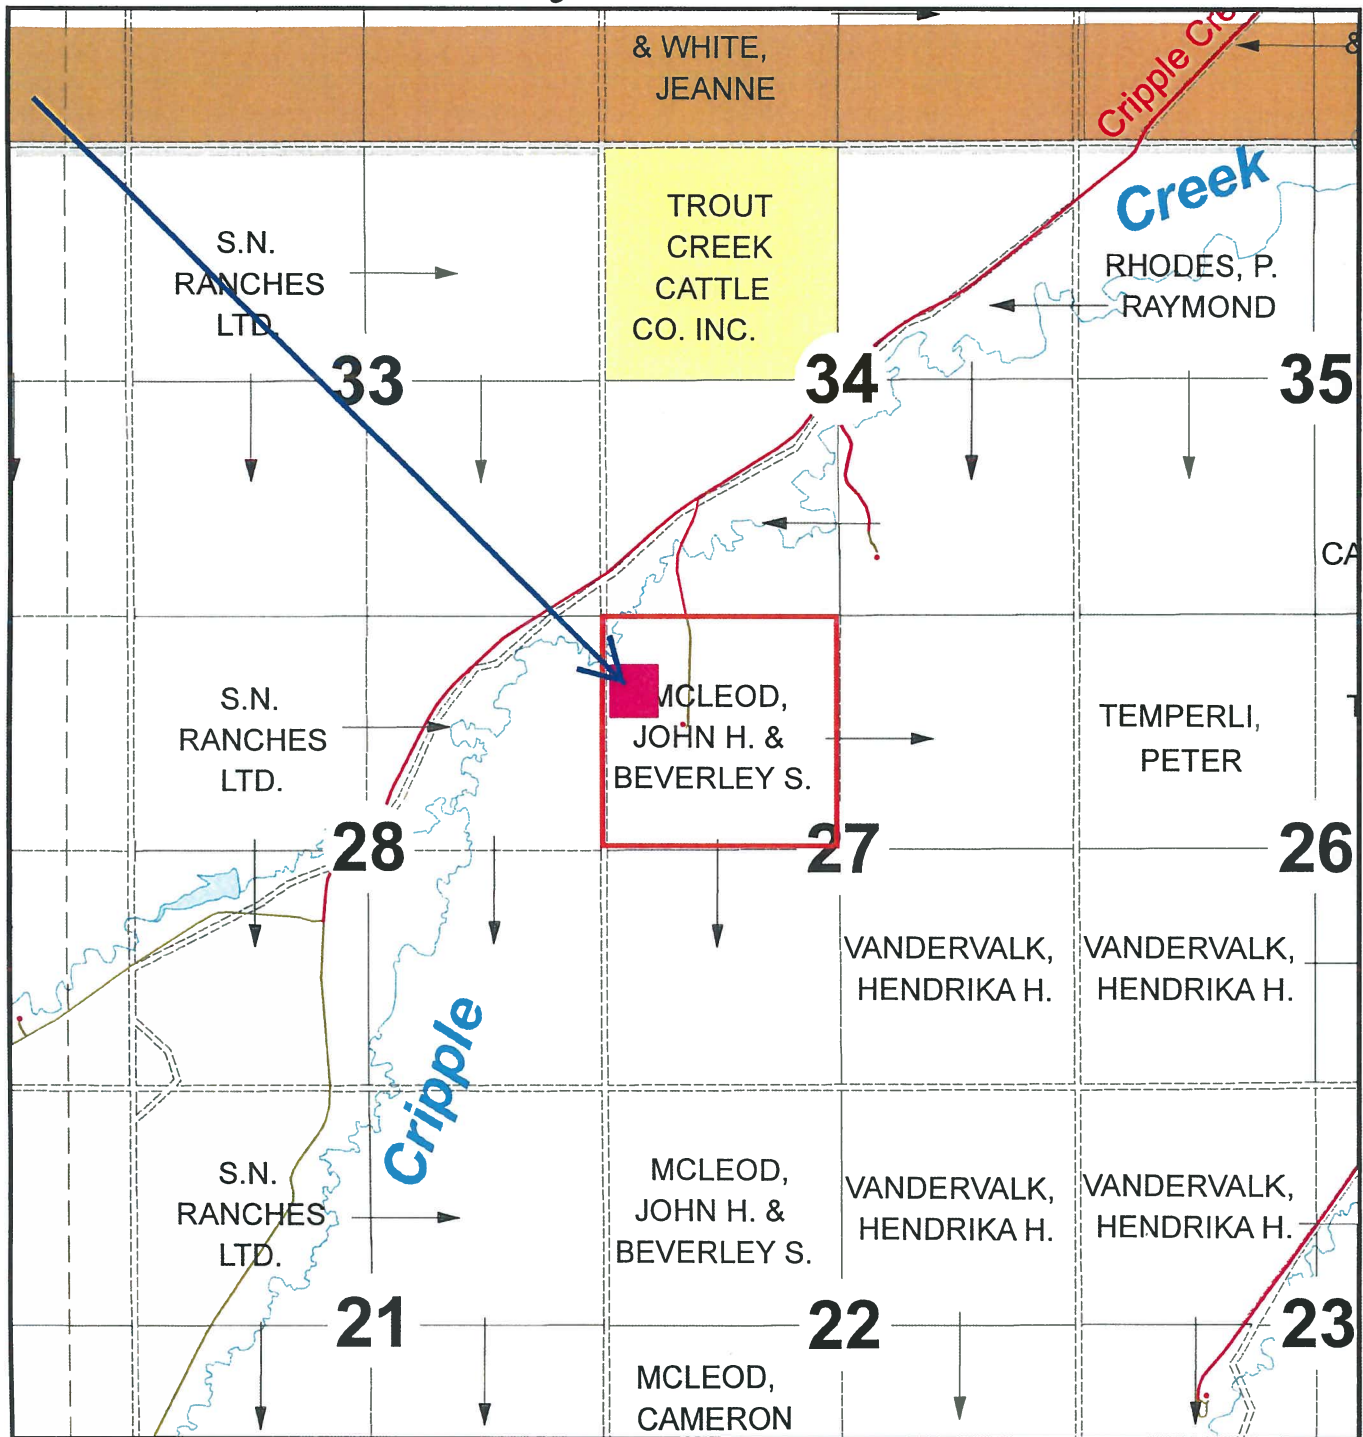 & WHITE,
JEANNE
Cripple Cre
&
Creek
S.N.
RANCHES
LTD.
TROUT
CREEK
CATTLE
CO. INC.
RHODES, P.
RAYMOND
33
34
35
CA
S.N.
RANCHES
LTD.
MCLEOD,
JOHN H. &
BEVERLEY S.
TEMPERLI,
PETER
28
27
26
VANDERVALK,
HENDRIKA H.
VANDERVALK,
HENDRIKA H.
Cripple
S.N.
RANCHES
LTD.
MCLEOD,
JOHN H. &
BEVERLEY S.
VANDERVALK,
HENDRIKA H.
VANDERVALK,
HENDRIKA H.
21
22
23
MCLEOD,
CAMERON